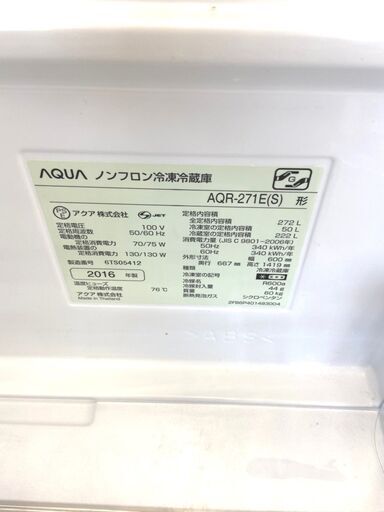 AQUA ノンフロン冷凍冷蔵庫
AQR-271E(S) 形
アクア株式会社 JET
定格電圧 100 V
定格周波数 50/60 Hz
電動機の
定格消費電力 70/75 W
電熱装置の
定格消費電力 130/130 W
製造番号 6TS05412
2016 年製
温度ヒューズ
定格動作温度 76℃
アクア株式会社
Made in Thailand
定格内容積
全定格内容積 272 L
冷凍室の定格内容積 50 L
冷蔵室の定格内容積 222 L
消費電力量 (JIS C 9801-2006年)
50Hz 340 kWh/年
60Hz 340 kWh/年
外形寸法 幅 600 mm
奥行 667 mm 高さ 1419 mm
種類 冷凍冷蔵庫
冷凍室の記号
冷媒名 R600a
冷媒封入量 44 g
質量 60 kg
断熱発泡ガス シクロペンタン